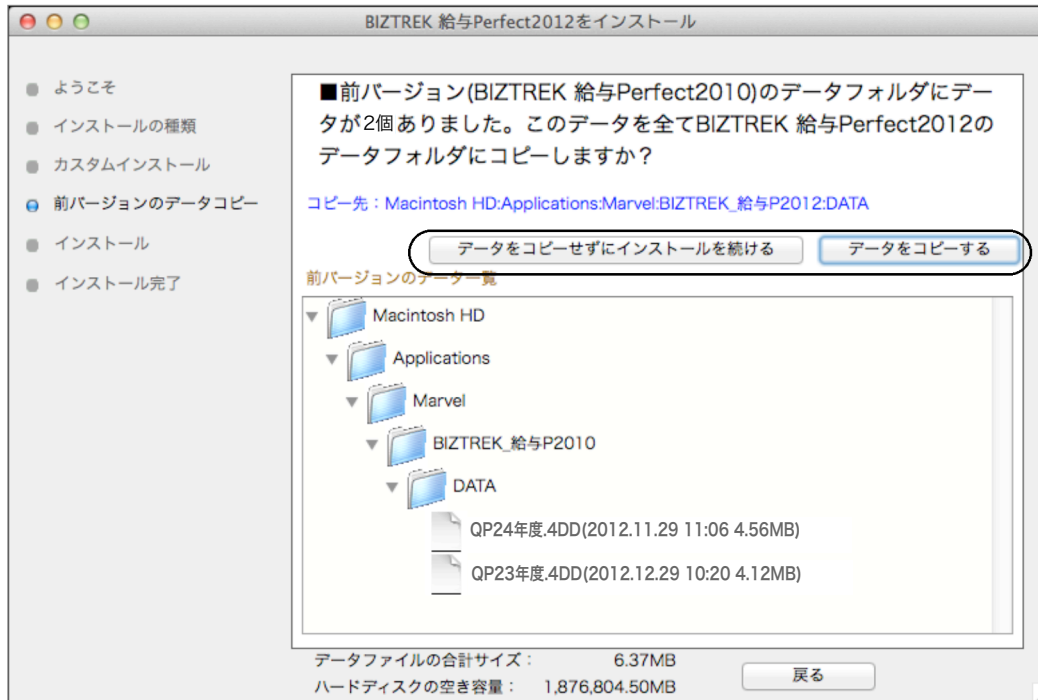 BIZTREK 給与Perfect2012をインストール
ようこそ
インストールの種類
カスタムインストール
前バージョンのデータコピー
インストール
インストール完了
■前バージョン(BIZTREK 給与Perfect2010)のデータフォルダにデー
タが2個ありました。このデータを全てBIZTREK 給与Perfect2012の
データフォルダにコピーしますか？
コピー先：Macintosh HD:Applications:Marvel:BIZTREK_給与P2012:DATA
データをコピーせずにインストールを続ける
データをコピーする
前バージョンのデータ一覧
Macintosh HD
Applications
Marvel
BIZTREK_給与P2010
DATA
QP24年度.4DD(2012.11.29 11:06 4.56MB)
QP23年度.4DD(2012.12.29 10:20 4.12MB)
データファイルの合計サイズ： 6.37MB
ハードディスクの空き容量： 1,876,804.50MB
戻る